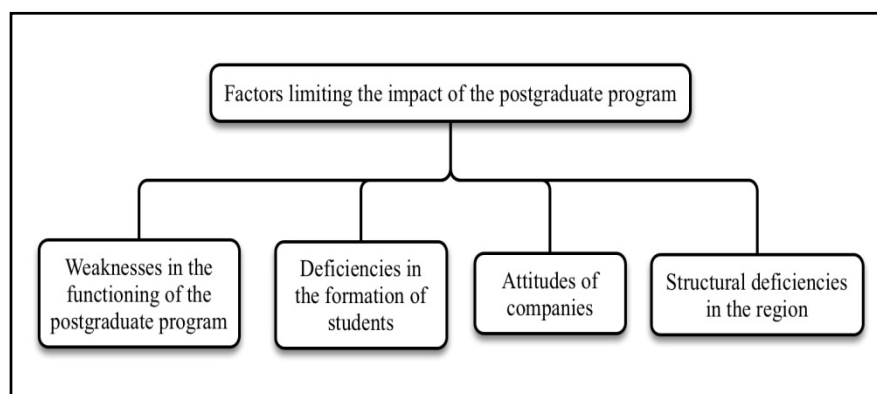 Factors limiting the impact of the postgraduate program
Weaknesses in the
functioning of the
postgraduate program
Deficiencies in
the formation of
students
Attitudes of
companies
Structural deficiencies
in the region